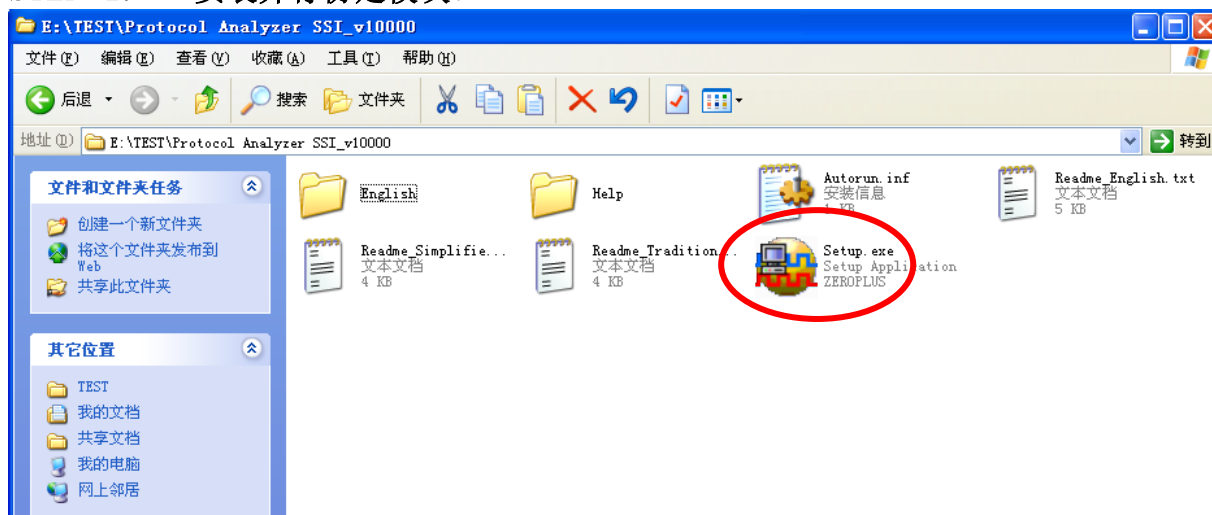 E:\TEST\Protocol Analyzer SSI_v10000
文件(F) 编辑(E) 查看(V) 收藏(A) 工具(T) 帮助(H)
后退 搜索 文件夹
地址(D) E:\TEST\Protocol Analyzer SSI_v10000 转到
文件和文件夹任务
创建一个新文件夹
将这个文件夹发布到
Web
共享此文件夹
其它位置
TEST
我的文档
共享文档
我的电脑
网上邻居
English
Help
Autorun.inf
安装信息
1 KB
Readme_English.txt
文本文档
5 KB
Readme_Simplifie...
文本文档
4 KB
Readme_Tradition...
文本文档
4 KB
Setup.exe
Setup Application
ZEROPLUS